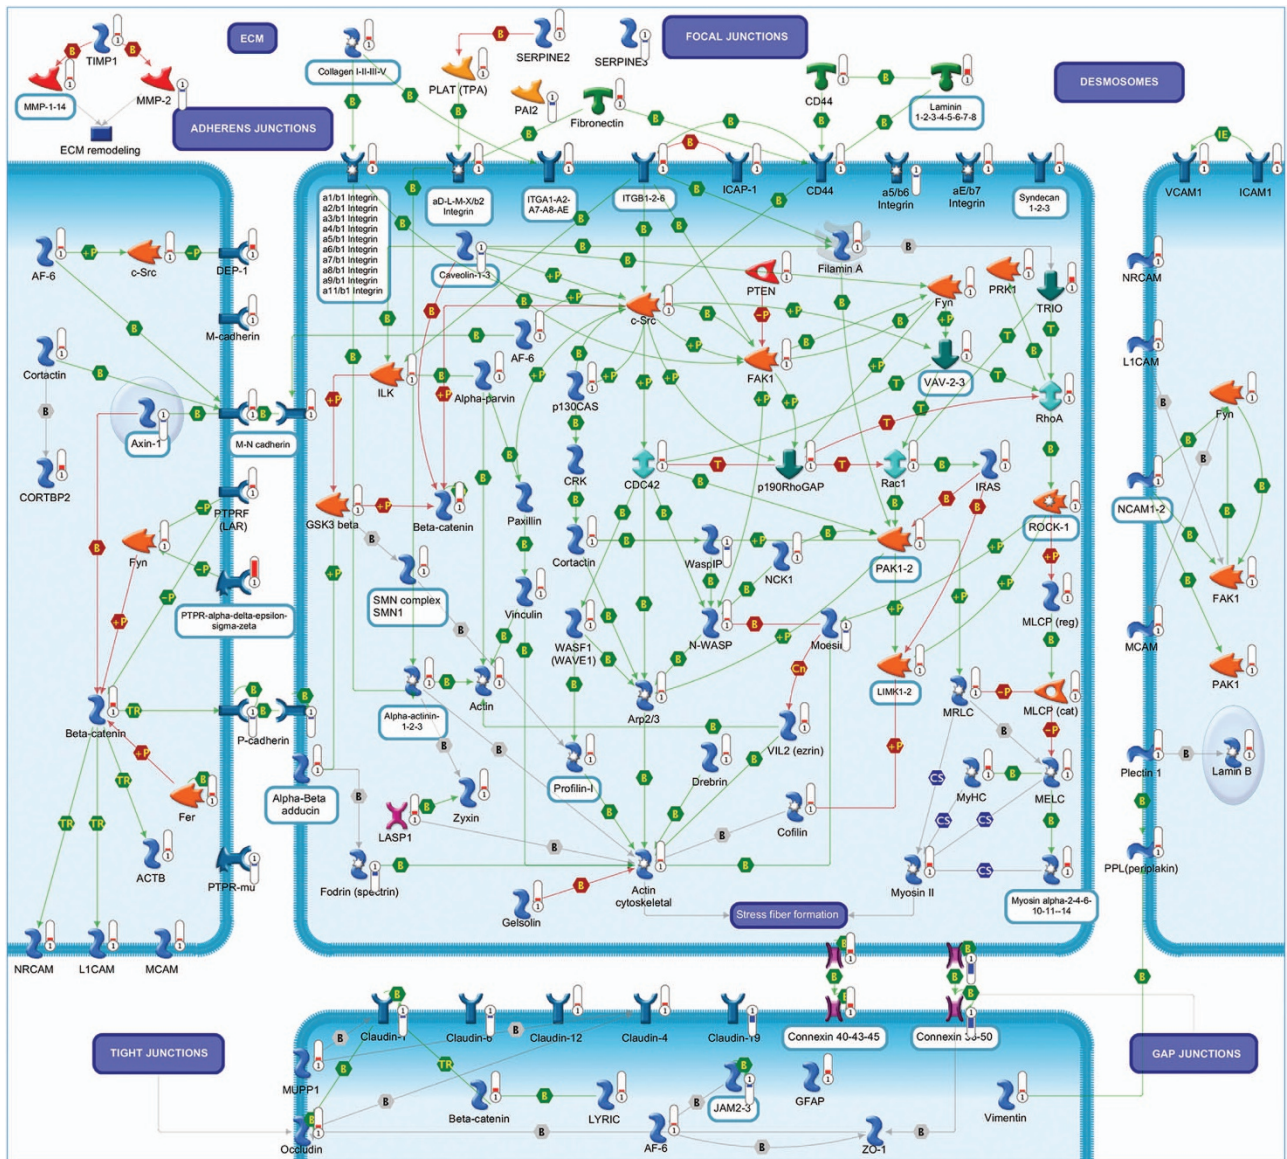 ECM
FOCAL JUNCTIONS
DESMOSOMES
ADHERENS JUNCTIONS
TIMP1
MMP-1-14
MMP-2
ECM remodeling
Collagen I-II-III-V
PLAT (TPA)
SERPINE2
SERPINE3
PAI2
Fibronectin
CD44
Laminin
1-2-3-4-5-6-7-8
a1/b1 Integrin
a2/b1 Integrin
a3/b1 Integrin
a4/b1 Integrin
a5/b1 Integrin
a6/b1 Integrin
a7/b1 Integrin
a8/b1 Integrin
a9/b1 Integrin
a11/b1 Integrin
aD-L-M-X/b2
Integrin
ITGA1-A2-
A7-A8-AE
ITGB1-2-6
ICAP-1
CD44
a5/b6
Integrin
aE/b7
Integrin
Syndecan
1-2-3
VCAM1
ICAM1
AF-6
c-Src
DEP-1
M-cadherin
Cortactin
Axin-1
CORTBP2
M-N cadherin
PTPRF
(LAR)
Fyn
PTPR-alpha-delta-epsilon-
sigma-zeta
Beta-catenin
P-cadherin
Fer
ACTB
PTPR-mu
NRCAM
L1CAM
MCAM
Caveolin-1-3
Filamin A
PTEN
Fyn
PRK1
TRIO
c-Src
AF-6
ILK
Alpha-parvin
p130CAS
FAK1
VAV-2-3
RhoA
CRK
CDC42
p190RhoGAP
Rac1
IRAS
GSK3 beta
Beta-catenin
Paxillin
Cortactin
WaspIP
NCK1
PAK1-2
ROCK-1
SMN complex
SMN1
Vinculin
WASF1
(WAVE1)
N-WASP
Moesin
MLCP (reg)
LIMK1-2
Alpha-actinin-
1-2-3
Actin
Arp2/3
MRLC
MLCP (cat)
VIL2 (ezrin)
Alpha-Beta
adducin
Profilin-I
Drebrin
MyHC
MELC
LASP1
Zyxin
Cofilin
Fodrin (spectrin)
Gelsolin
Actin
cytoskeletal
Myosin II
Myosin alpha-2-4-6-
10-11--14
Stress fiber formation
NRCAM
L1CAM
Fyn
NCAM1-2
FAK1
MCAM
PAK1
Plectin 1
Lamin B
PPL(periplakin)
TIGHT JUNCTIONS
Claudin-1
Claudin-6
Claudin-12
Claudin-4
Claudin-19
Connexin 40-43-45
GAP JUNCTIONS
MUPP1
Beta-catenin
LYRIC
JAM2-3
GFAP
Vimentin
Occludin
AF-6
ZO-1